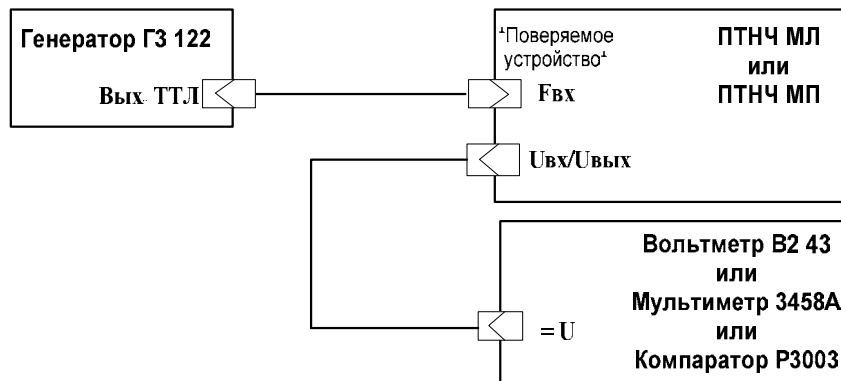 Генератор Г3 122
Вых ТТЛ
"Поверяемое
устройство"
Fвх
ПТНЧ МЛ
или
ПТНЧ МП
Uвх/Uвых
Вольтметр В2 43
или
Мультиметр 3458А
или
Компаратор Р3003
=U